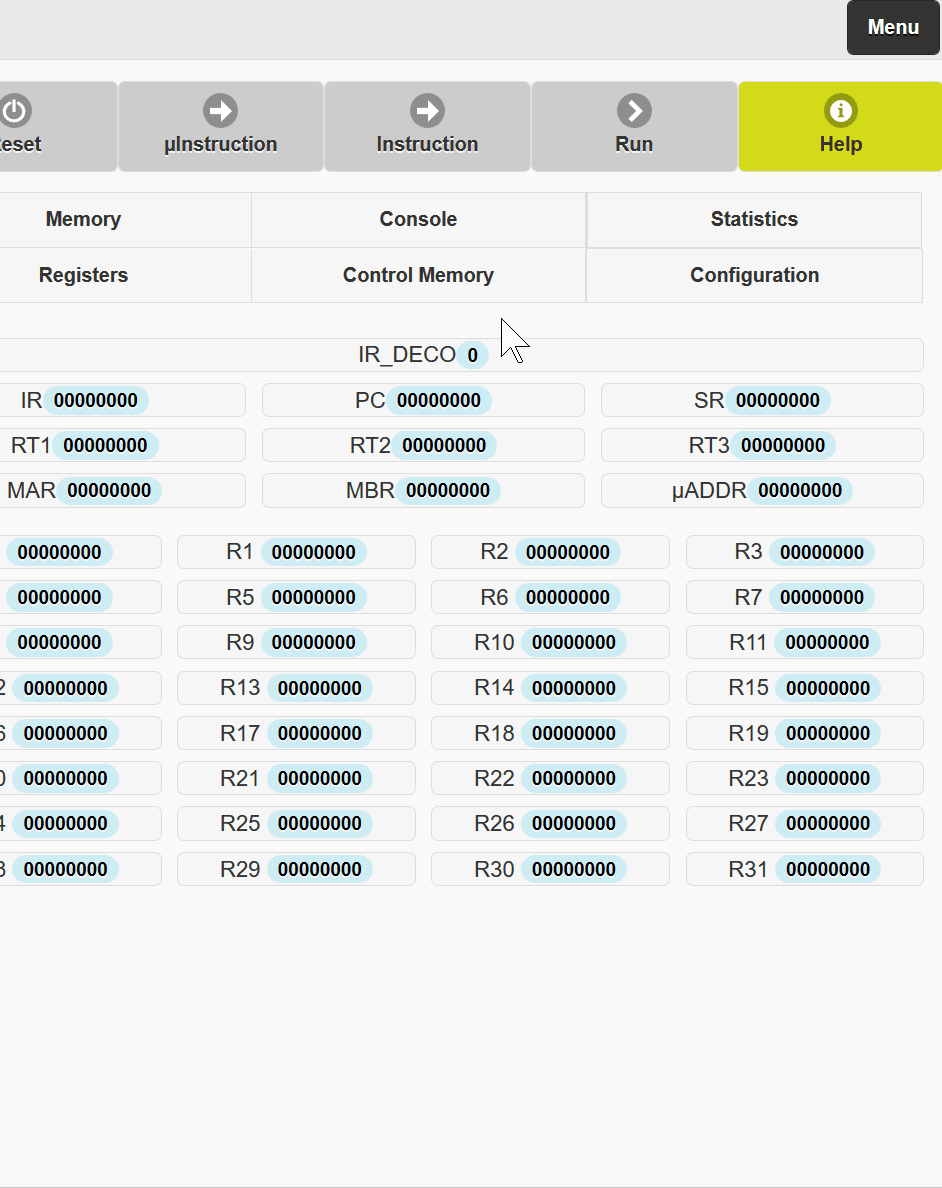 Menu
eset µInstruction Instruction Run Help
Memory Console Statistics
Registers Control Memory Configuration
IR_DECO 0
IR 00000000 PC 00000000 SR 00000000
RT1 00000000 RT2 00000000 RT3 00000000
MAR 00000000 MBR 00000000 µADDR 00000000
00000000 R1 00000000 R2 00000000 R3 00000000
00000000 R5 00000000 R6 00000000 R7 00000000
00000000 R9 00000000 R10 00000000 R11 00000000
2 00000000 R13 00000000 R14 00000000 R15 00000000
6 00000000 R17 00000000 R18 00000000 R19 00000000
0 00000000 R21 00000000 R22 00000000 R23 00000000
4 00000000 R25 00000000 R26 00000000 R27 00000000
8 00000000 R29 00000000 R30 00000000 R31 00000000